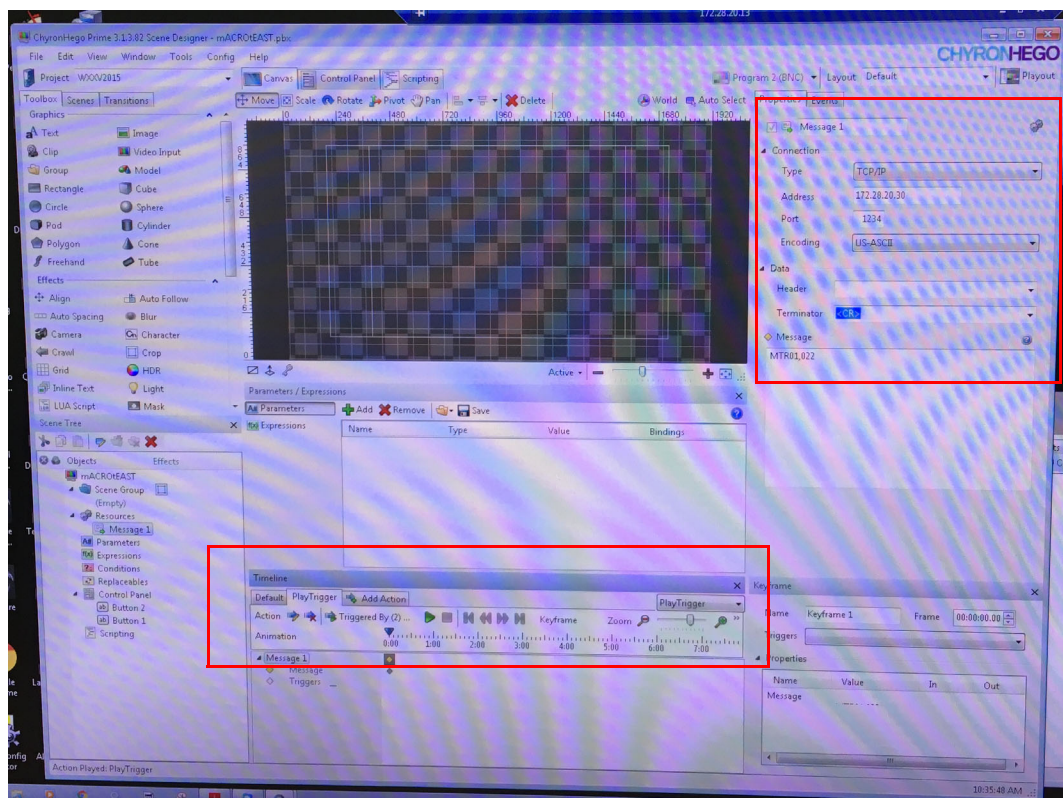 172.28.20.13
ChyronHego Prime 3.1.3.82 Scene Designer - mACROtEAST.pbx
File Edit View Window Tools Config Help
CHYRONHEGO
Project WXXV2015
Canvas Control Panel Scripting
Program 2 (BNC) Layout Default Playout
Toolbox Scenes Transitions
Move Scale Rotate Pivot Pan Delete World Auto Select
Properties Events
Graphics
Text Image
Clip Video Input
Group Model
Rectangle Cube
Circle Sphere
Pod Cylinder
Polygon Cone
Freehand Tube
Effects
Align Auto Follow
Auto Spacing Blur
Camera Character
Crawl Crop
Grid HDR
Inline Text Light
LUA Script Mask
0 240 480 720 960 1200 1440 1680 1920
Active
Message 1
Connection
Type TCP/IP
Address 172.28.20.30
Port 1234
Encoding US-ASCII
Data
Header
Terminator <CR>
Message
MTR01,022
Parameters / Expressions
Parameters Add Remove Save
Expressions
Name Type Value Bindings
Scene Tree
Objects Effects
mACROtEAST
Scene Group
(Empty)
Resources
Message 1
Parameters
Expressions
Conditions
Replaceables
Control Panel
Button 2
Button 1
Scripting
Timeline
Default PlayTrigger Add Action PlayTrigger
Action Triggered By (2) ... Keyframe Zoom
Animation 0:00 1:00 2:00 3:00 4:00 5:00 6:00 7:00
Message 1
Message
Triggers
Keyframe
Name Keyframe 1 Frame 00:00:00.00
Triggers
Properties
Name Value In Out
Message
Action Played: PlayTrigger
10:35:48 AM